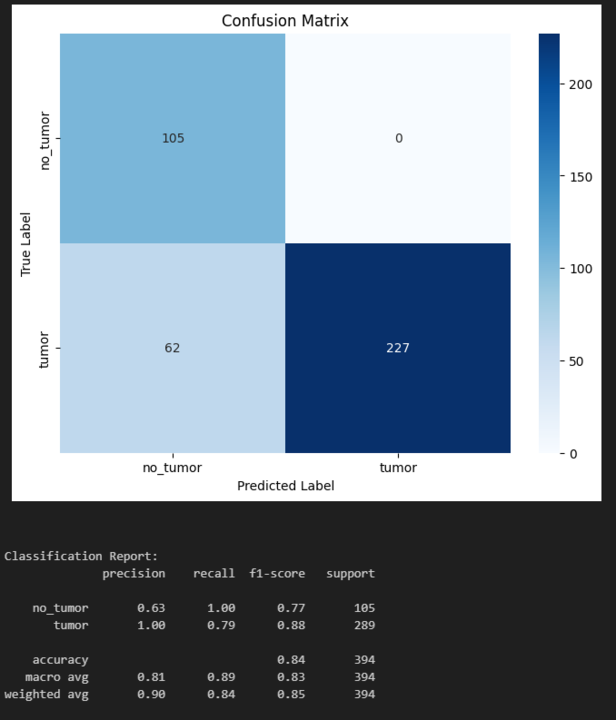 Confusion Matrix
no_tumor 105 0
200
150
True Label
100
tumor 62 227
50
0
no_tumor tumor
Predicted Label
Classification Report:
precision recall f1-score support
no_tumor 0.63 1.00 0.77 105
tumor 1.00 0.79 0.88 289
accuracy 0.84 394
macro avg 0.81 0.89 0.83 394
weighted avg 0.90 0.84 0.85 394